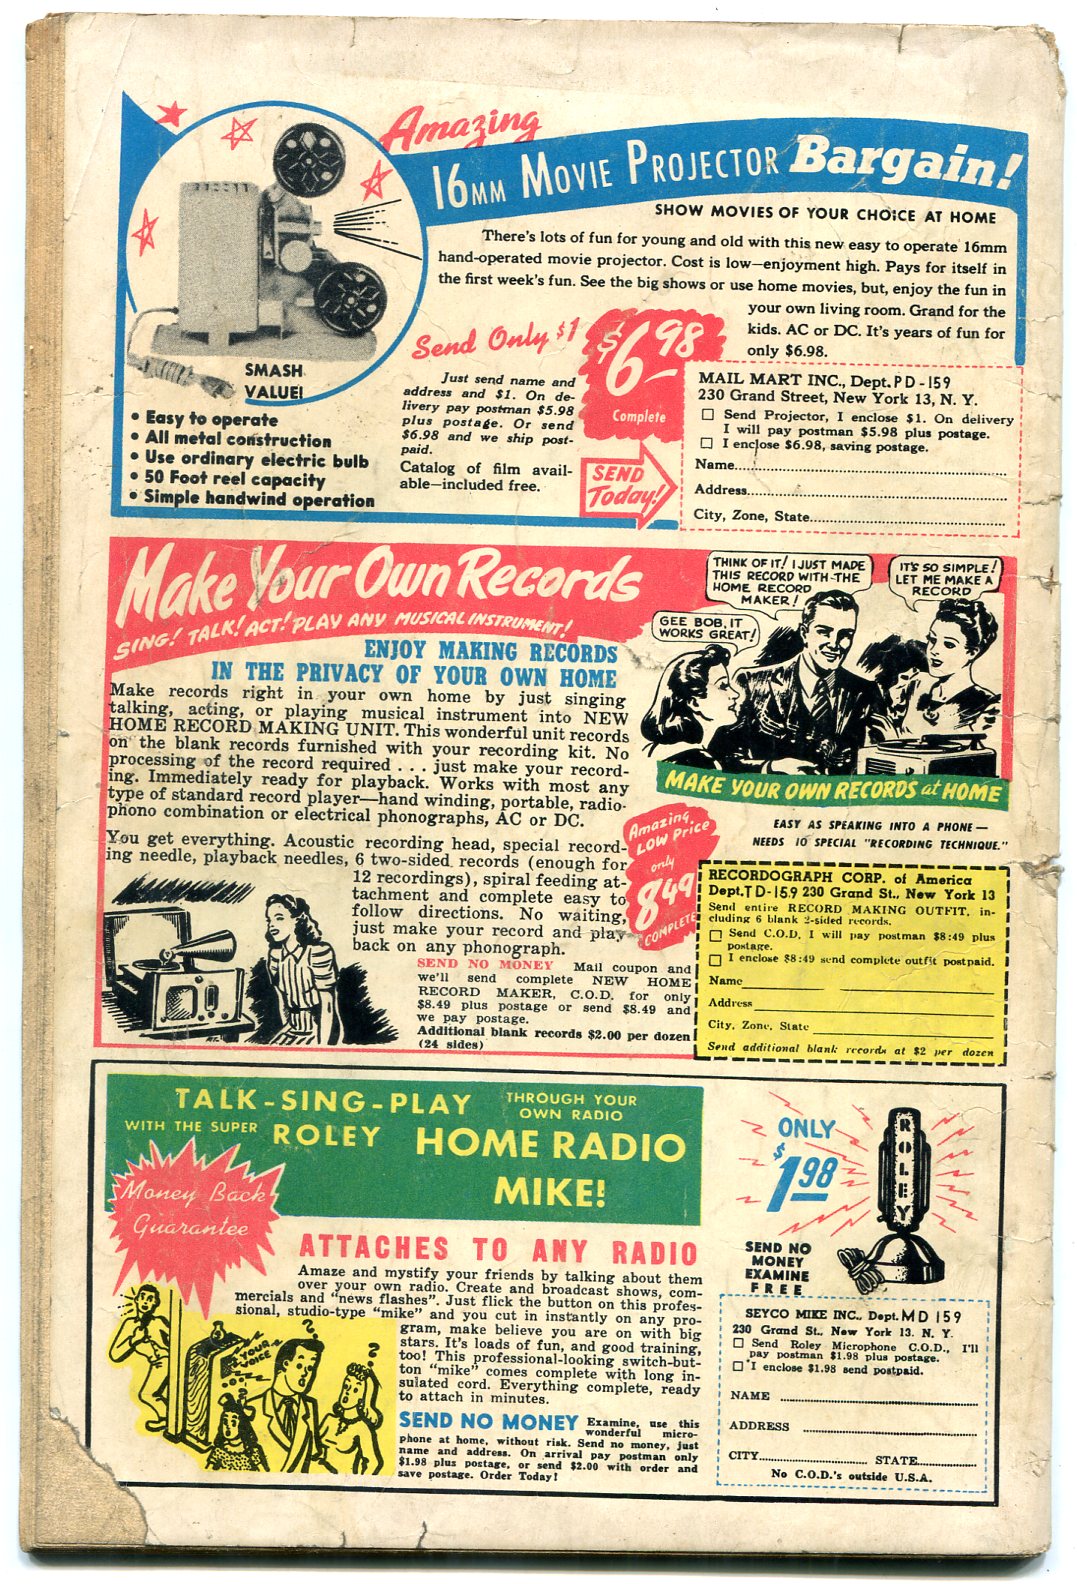 Amazing
16MM MOVIE PROJECTOR Bargain!
SHOW MOVIES OF YOUR CHOICE AT HOME
There's lots of fun for young and old with this new easy to operate 16mm
hand-operated movie projector. Cost is low—enjoyment high. Pays for itself in
the first week's fun. See the big shows or use home movies, but, enjoy the fun in
your own living room. Grand for the
kids. AC or DC. It's years of fun for
only $6.98.
SMASH
VALUE!
• Easy to operate
• All metal construction
• Use ordinary electric bulb
• 50 Foot reel capacity
• Simple handwind operation
Send Only $1
Just send name and
address and $1. On de-
livery pay postman $5.98
plus postage. Or send
$6.98 and we ship post-
paid.
Catalog of film avail-
able—included free.
$6.98
Complete
SEND
Today!
MAIL MART INC., Dept. PD-159
230 Grand Street, New York 13, N. Y.
☐ Send Projector, I enclose $1. On delivery
I will pay postman $5.98 plus postage.
☐ I enclose $6.98, saving postage.
Name
Address
City, Zone, State
Make Your Own Records
SING! TALK! ACT! PLAY ANY MUSICAL INSTRUMENT!
THINK OF IT! I JUST MADE
THIS RECORD WITH THE
HOME RECORD
MAKER!
IT'S SO SIMPLE!
LET ME MAKE A
RECORD
GEE BOB, IT
WORKS GREAT!
ENJOY MAKING RECORDS
IN THE PRIVACY OF YOUR OWN HOME
Make records right in your own home by just singing
talking, acting, or playing musical instrument into NEW
HOME RECORD MAKING UNIT. This wonderful unit records
on the blank records furnished with your recording kit. No
processing of the record required . . . just make your record-
ing. Immediately ready for playback. Works with most any
type of standard record player—hand winding, portable, radio-
phono combination or electrical phonographs, AC or DC.
You get everything. Acoustic recording head, special record-
ing needle, playback needles, 6 two-sided records (enough for
12 recordings), spiral feeding at-
tachment and complete easy to
follow directions. No waiting,
just make your record and play
back on any phonograph.
SEND NO MONEY Mail coupon and
we'll send complete NEW HOME
RECORD MAKER, C.O.D. for only
$8.49 plus postage or send $8.49 and
we pay postage.
Additional blank records $2.00 per dozen
(24 sides)
MAKE YOUR OWN RECORDS at HOME
EASY AS SPEAKING INTO A PHONE—
NEEDS IO SPECIAL "RECORDING TECHNIQUE."
Amazing
LOW Price
only
849
COMPLETE
RECORDOGRAPH CORP. of America
Dept. TD-159 230 Grand St., New York 13
Send entire RECORD MAKING OUTFIT, in-
cluding 6 blank 2-sided records.
☐ Send C.O.D. I will pay postman $8:49 plus
postage.
☐ I enclose $8:49 send complete outfit postpaid.
Name
Address
City, Zone, State
Send additional blank records at $2 per dozen
TALK-SING-PLAY THROUGH YOUR
OWN RADIO
WITH THE SUPER ROLEY HOME RADIO
MIKE!
Money Back
Guarantee
ATTACHES TO ANY RADIO
Amaze and mystify your friends by talking about them
over your own radio. Create and broadcast shows, com-
mercials and "news flashes". Just flick the button on this profes-
sional, studio-type "mike" and you cut in instantly on any pro-
gram, make believe you are on with big
stars. It's loads of fun, and good training,
too! This professional-looking switch-but-
ton "mike" comes complete with long in-
sulated cord. Everything complete, ready
to attach in minutes.
SEND NO MONEY Examine, use this
wonderful micro-
phone at home, without risk. Send no money, just
name and address. On arrival pay postman only
$1.98 plus postage, or send $2.00 with order and
save postage. Order Today!
YOUR
VOICE
? ?
? ?
ONLY
$1.98
ROLEY
SEND NO
MONEY
EXAMINE
FREE
SEYCO MIKE INC., Dept. MD 159
230 Grand St., New York 13. N. Y.
☐ Send Roley Microphone C.O.D., I'll
pay postman $1.98 plus postage.
☐ I enclose $1.98 send postpaid.
NAME
ADDRESS
CITY STATE
No C.O.D.'s outside U.S.A.